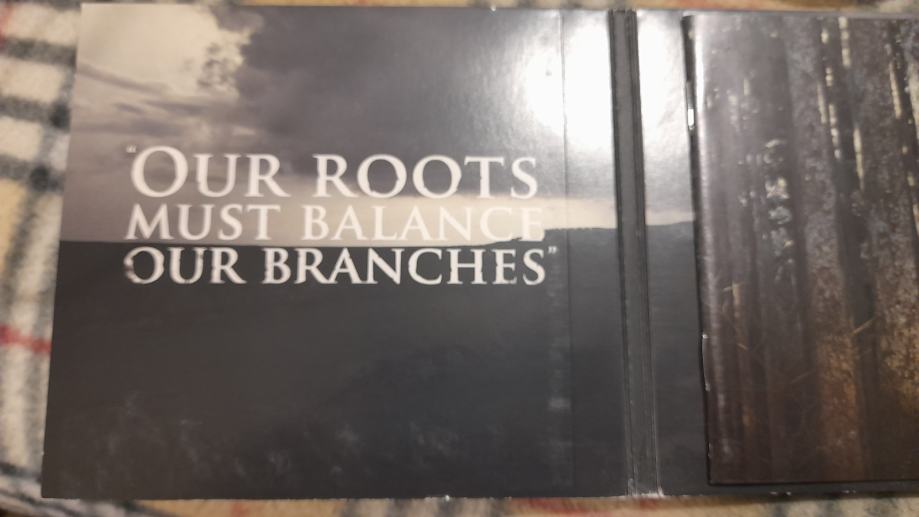 “OUR ROOTS
MUST BALANCE
OUR BRANCHES”